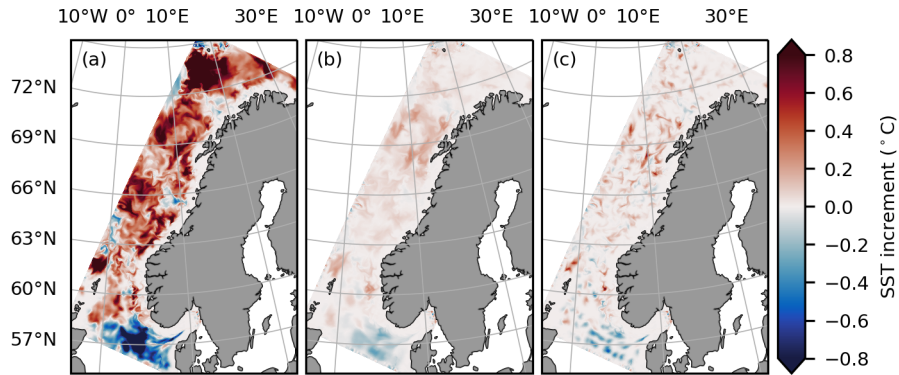 10°W 0° 10°E 30°E 10°W 0° 10°E 30°E 10°W 0° 10°E 30°E
(a) (b) (c)
72°N
69°N
66°N
63°N
60°N
57°N
0.8
0.6
0.4
0.2
0.0
−0.2
−0.4
−0.6
−0.8
SST increment (°C)